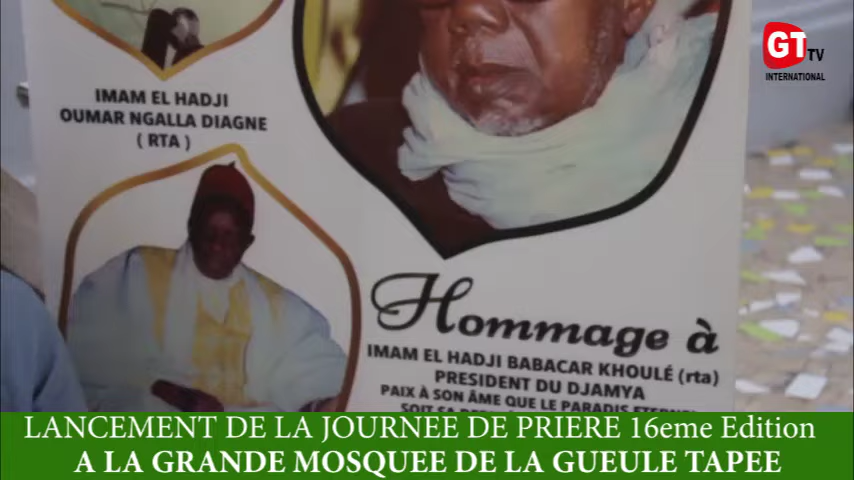 GT TV
INTERNATIONAL
IMAM EL HADJI
OUMAR NGALLA DIAGNE
( RTA )
Hommage à
IMAM EL HADJI BABACAR KHOULÉ (rta)
PRESIDENT DU DJAMYA
PAIX À SON ÂME QUE LE PARADIS
LANCEMENT DE LA JOURNEE DE PRIERE 16eme Edition
A LA GRANDE MOSQUEE DE LA GUEULE TAPEE